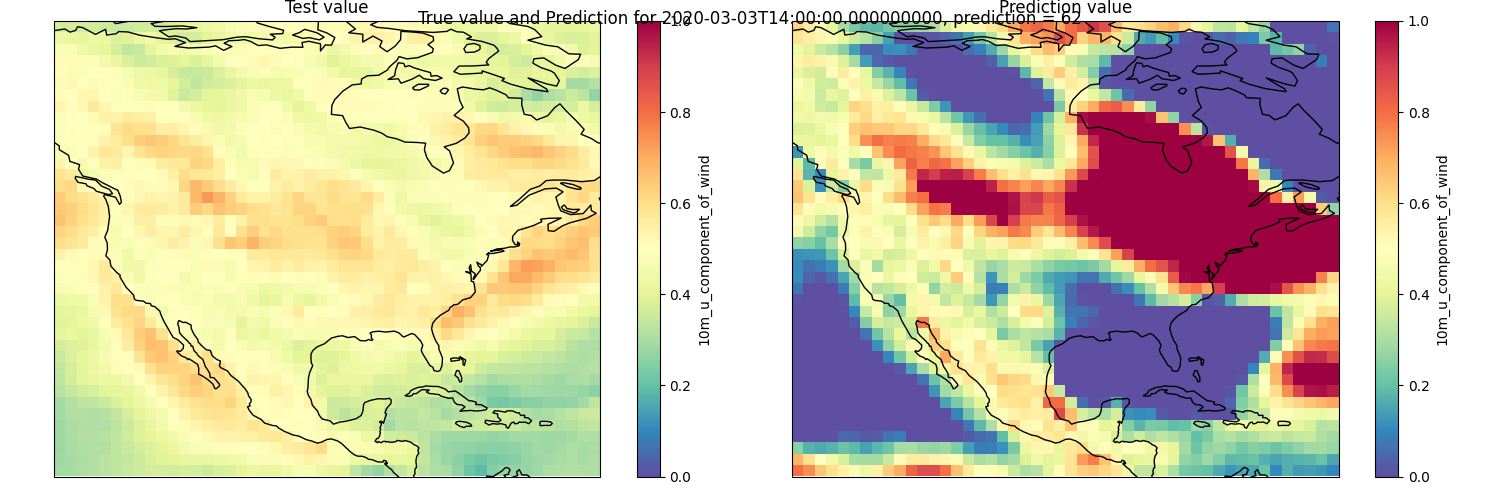 True value and Prediction for 2020-03-03T14:00:00.000000000, prediction = 62
Test value
Prediction value
1.0
0.8
0.6
0.4
0.2
0.0
10m_u_component_of_wind
1.0
0.8
0.6
0.4
0.2
0.0
10m_u_component_of_wind